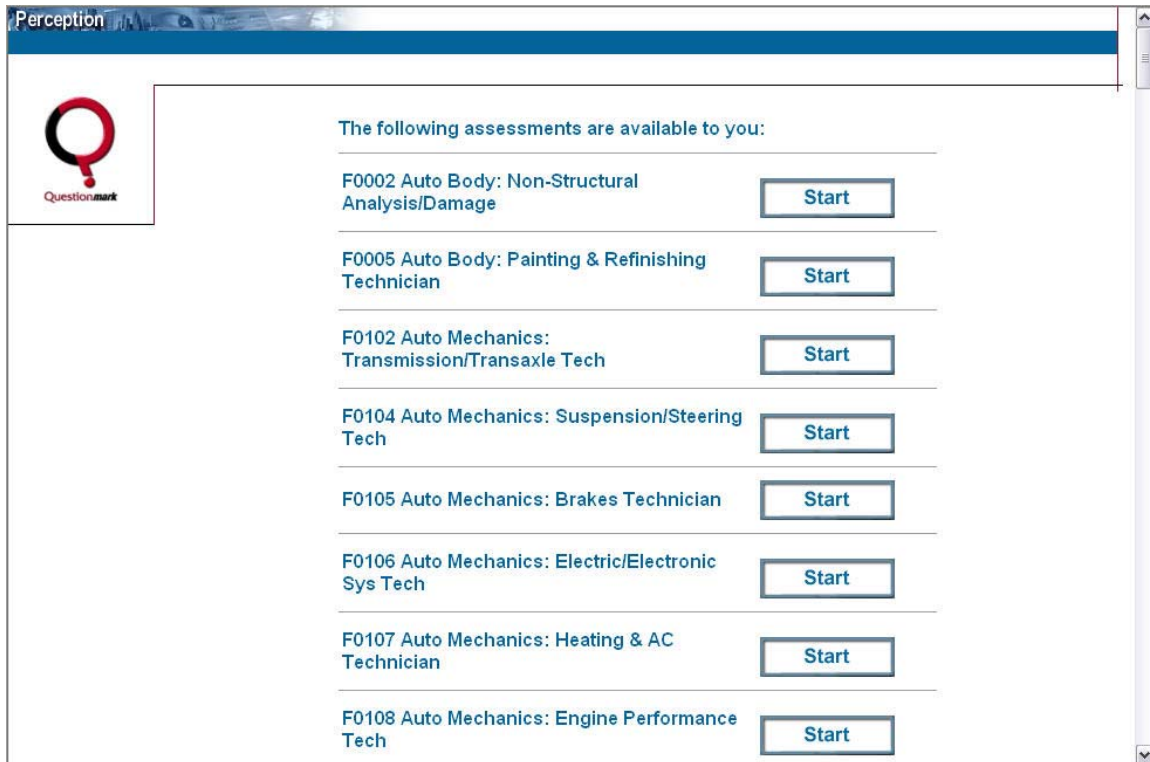 Perception
Questionmark
The following assessments are available to you:
F0002 Auto Body: Non-Structural
Analysis/Damage
Start
F0005 Auto Body: Painting & Refinishing
Technician
Start
F0102 Auto Mechanics:
Transmission/Transaxle Tech
Start
F0104 Auto Mechanics: Suspension/Steering
Tech
Start
F0105 Auto Mechanics: Brakes Technician
Start
F0106 Auto Mechanics: Electric/Electronic
Sys Tech
Start
F0107 Auto Mechanics: Heating & AC
Technician
Start
F0108 Auto Mechanics: Engine Performance
Tech
Start